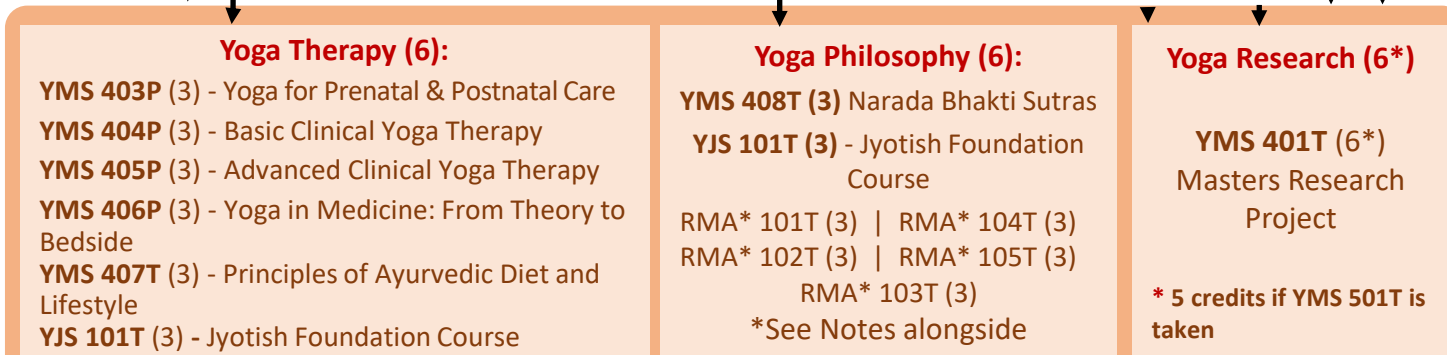 Yoga Therapy (6):
YMS 403P (3) - Yoga for Prenatal & Postnatal Care
YMS 404P (3) - Basic Clinical Yoga Therapy
YMS 405P (3) - Advanced Clinical Yoga Therapy
YMS 406P (3) - Yoga in Medicine: From Theory to
Bedside
YMS 407T (3) - Principles of Ayurvedic Diet and
Lifestyle
YJS 101T (3) - Jyotish Foundation Course
Yoga Philosophy (6):
YMS 408T (3) Narada Bhakti Sutras
YJS 101T (3) - Jyotish Foundation
Course
RMA* 101T (3) | RMA* 104T (3)
RMA* 102T (3) | RMA* 105T (3)
RMA* 103T (3)
*See Notes alongside
Yoga Research (6*)
YMS 401T (6*)
Masters Research
Project
* 5 credits if YMS 501T is
taken